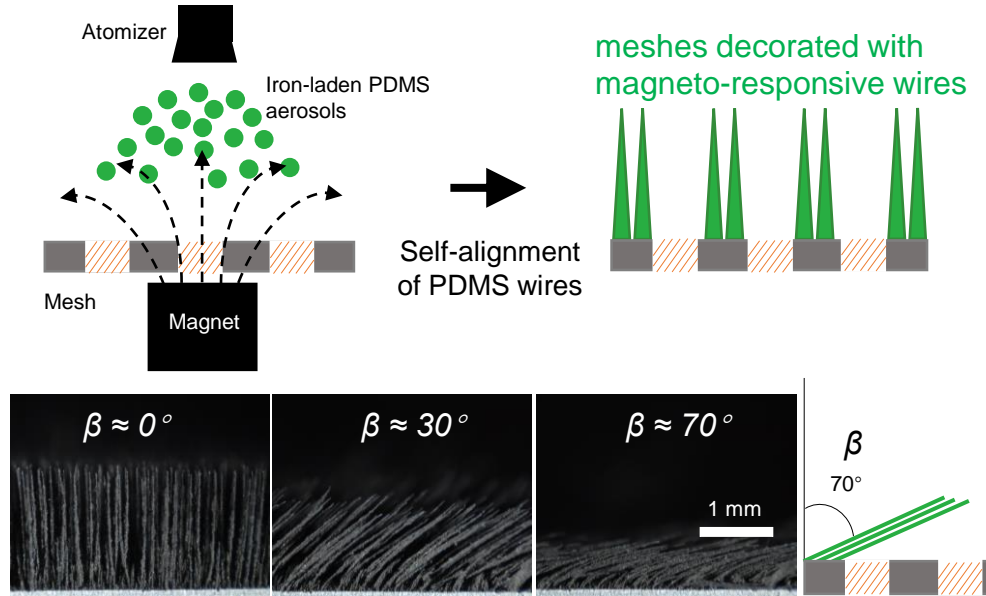 Atomizer
Iron-laden PDMS
aerosols
Mesh
Magnet
Self-alignment
of PDMS wires
meshes decorated with
magneto-responsive wires
β ≈ 0°
β ≈ 30°
β ≈ 70°
1 mm
β
70°